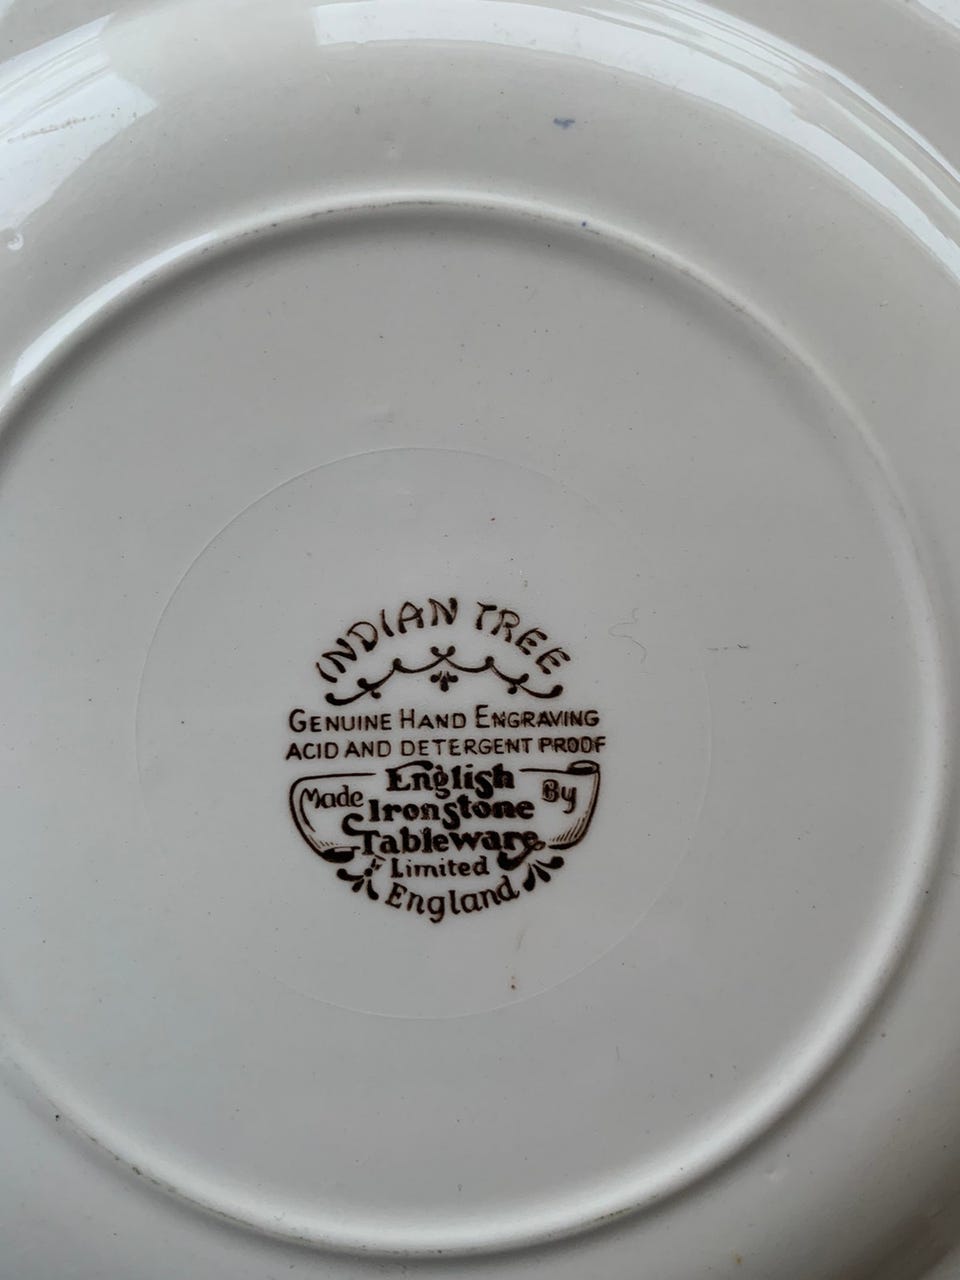 INDIAN TREE
GENUINE HAND ENGRAVING
ACID AND DETERGENT PROOF
Made English By
Ironstone
Tableware
Limited
England